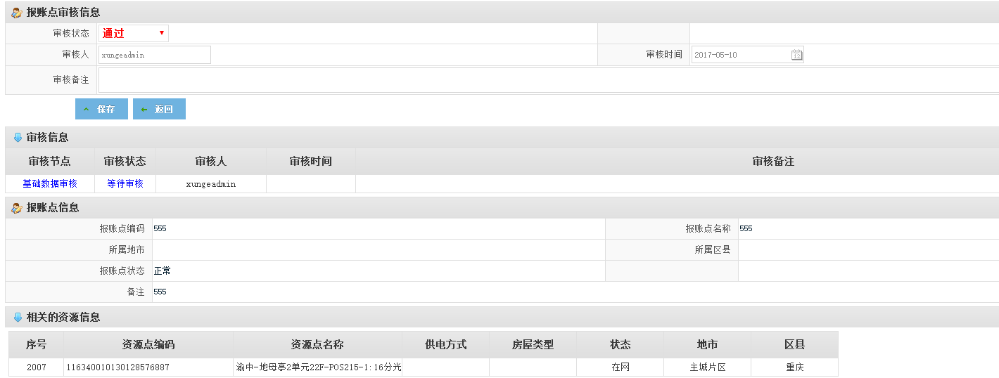 报账点审核信息
审核状态 通过
审核人 xungeadmin 审核时间 2017-05-10
审核备注
保存 返回
审核信息
审核节点 审核状态 审核人 审核时间 审核备注
基础数据审核 等待审核 xungeadmin
报账点信息
报账点编码 555 报账点名称 555
所属地市 所属区县
报账点状态 正常
备注 555
相关的资源信息
序号 资源点编码 资源点名称 供电方式 房屋类型 状态 地市 区县
2007 116340010130128576887 渝中-地母亭2单元22F-POS215-1:16分光 在网 主城片区 重庆